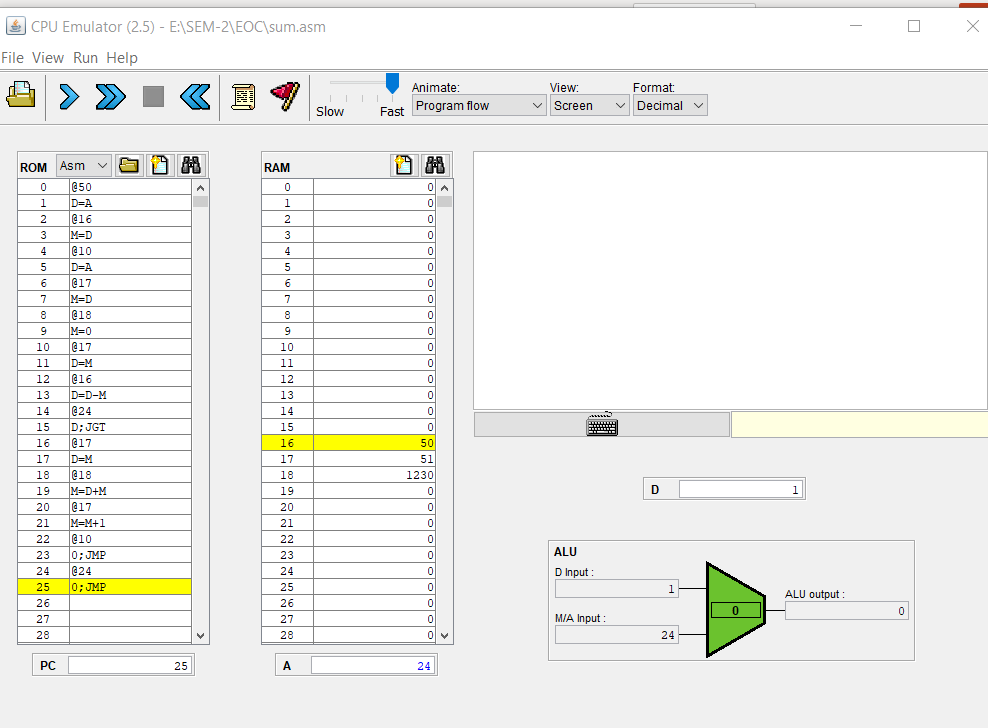 CPU Emulator (2.5) - E:\SEM-2\EOC\sum.asm
File View Run Help
Slow Fast
Animate: Program flow
View: Screen
Format: Decimal
ROM Asm
0 @50
1 D=A
2 @16
3 M=D
4 @10
5 D=A
6 @17
7 M=D
8 @18
9 M=0
10 @17
11 D=M
12 @16
13 D=D-M
14 @24
15 D;JGT
16 @17
17 D=M
18 @18
19 M=D+M
20 @17
21 M=M+1
22 @10
23 0;JMP
24 @24
25 0;JMP
26
27
28
PC 25
RAM
0 0
1 0
2 0
3 0
4 0
5 0
6 0
7 0
8 0
9 0
10 0
11 0
12 0
13 0
14 0
15 0
16 50
17 51
18 1230
19 0
20 0
21 0
22 0
23 0
24 0
25 0
26 0
27 0
28 0
A 24
D 1
ALU
D Input :
1
M/A Input :
24
0
ALU output :
0